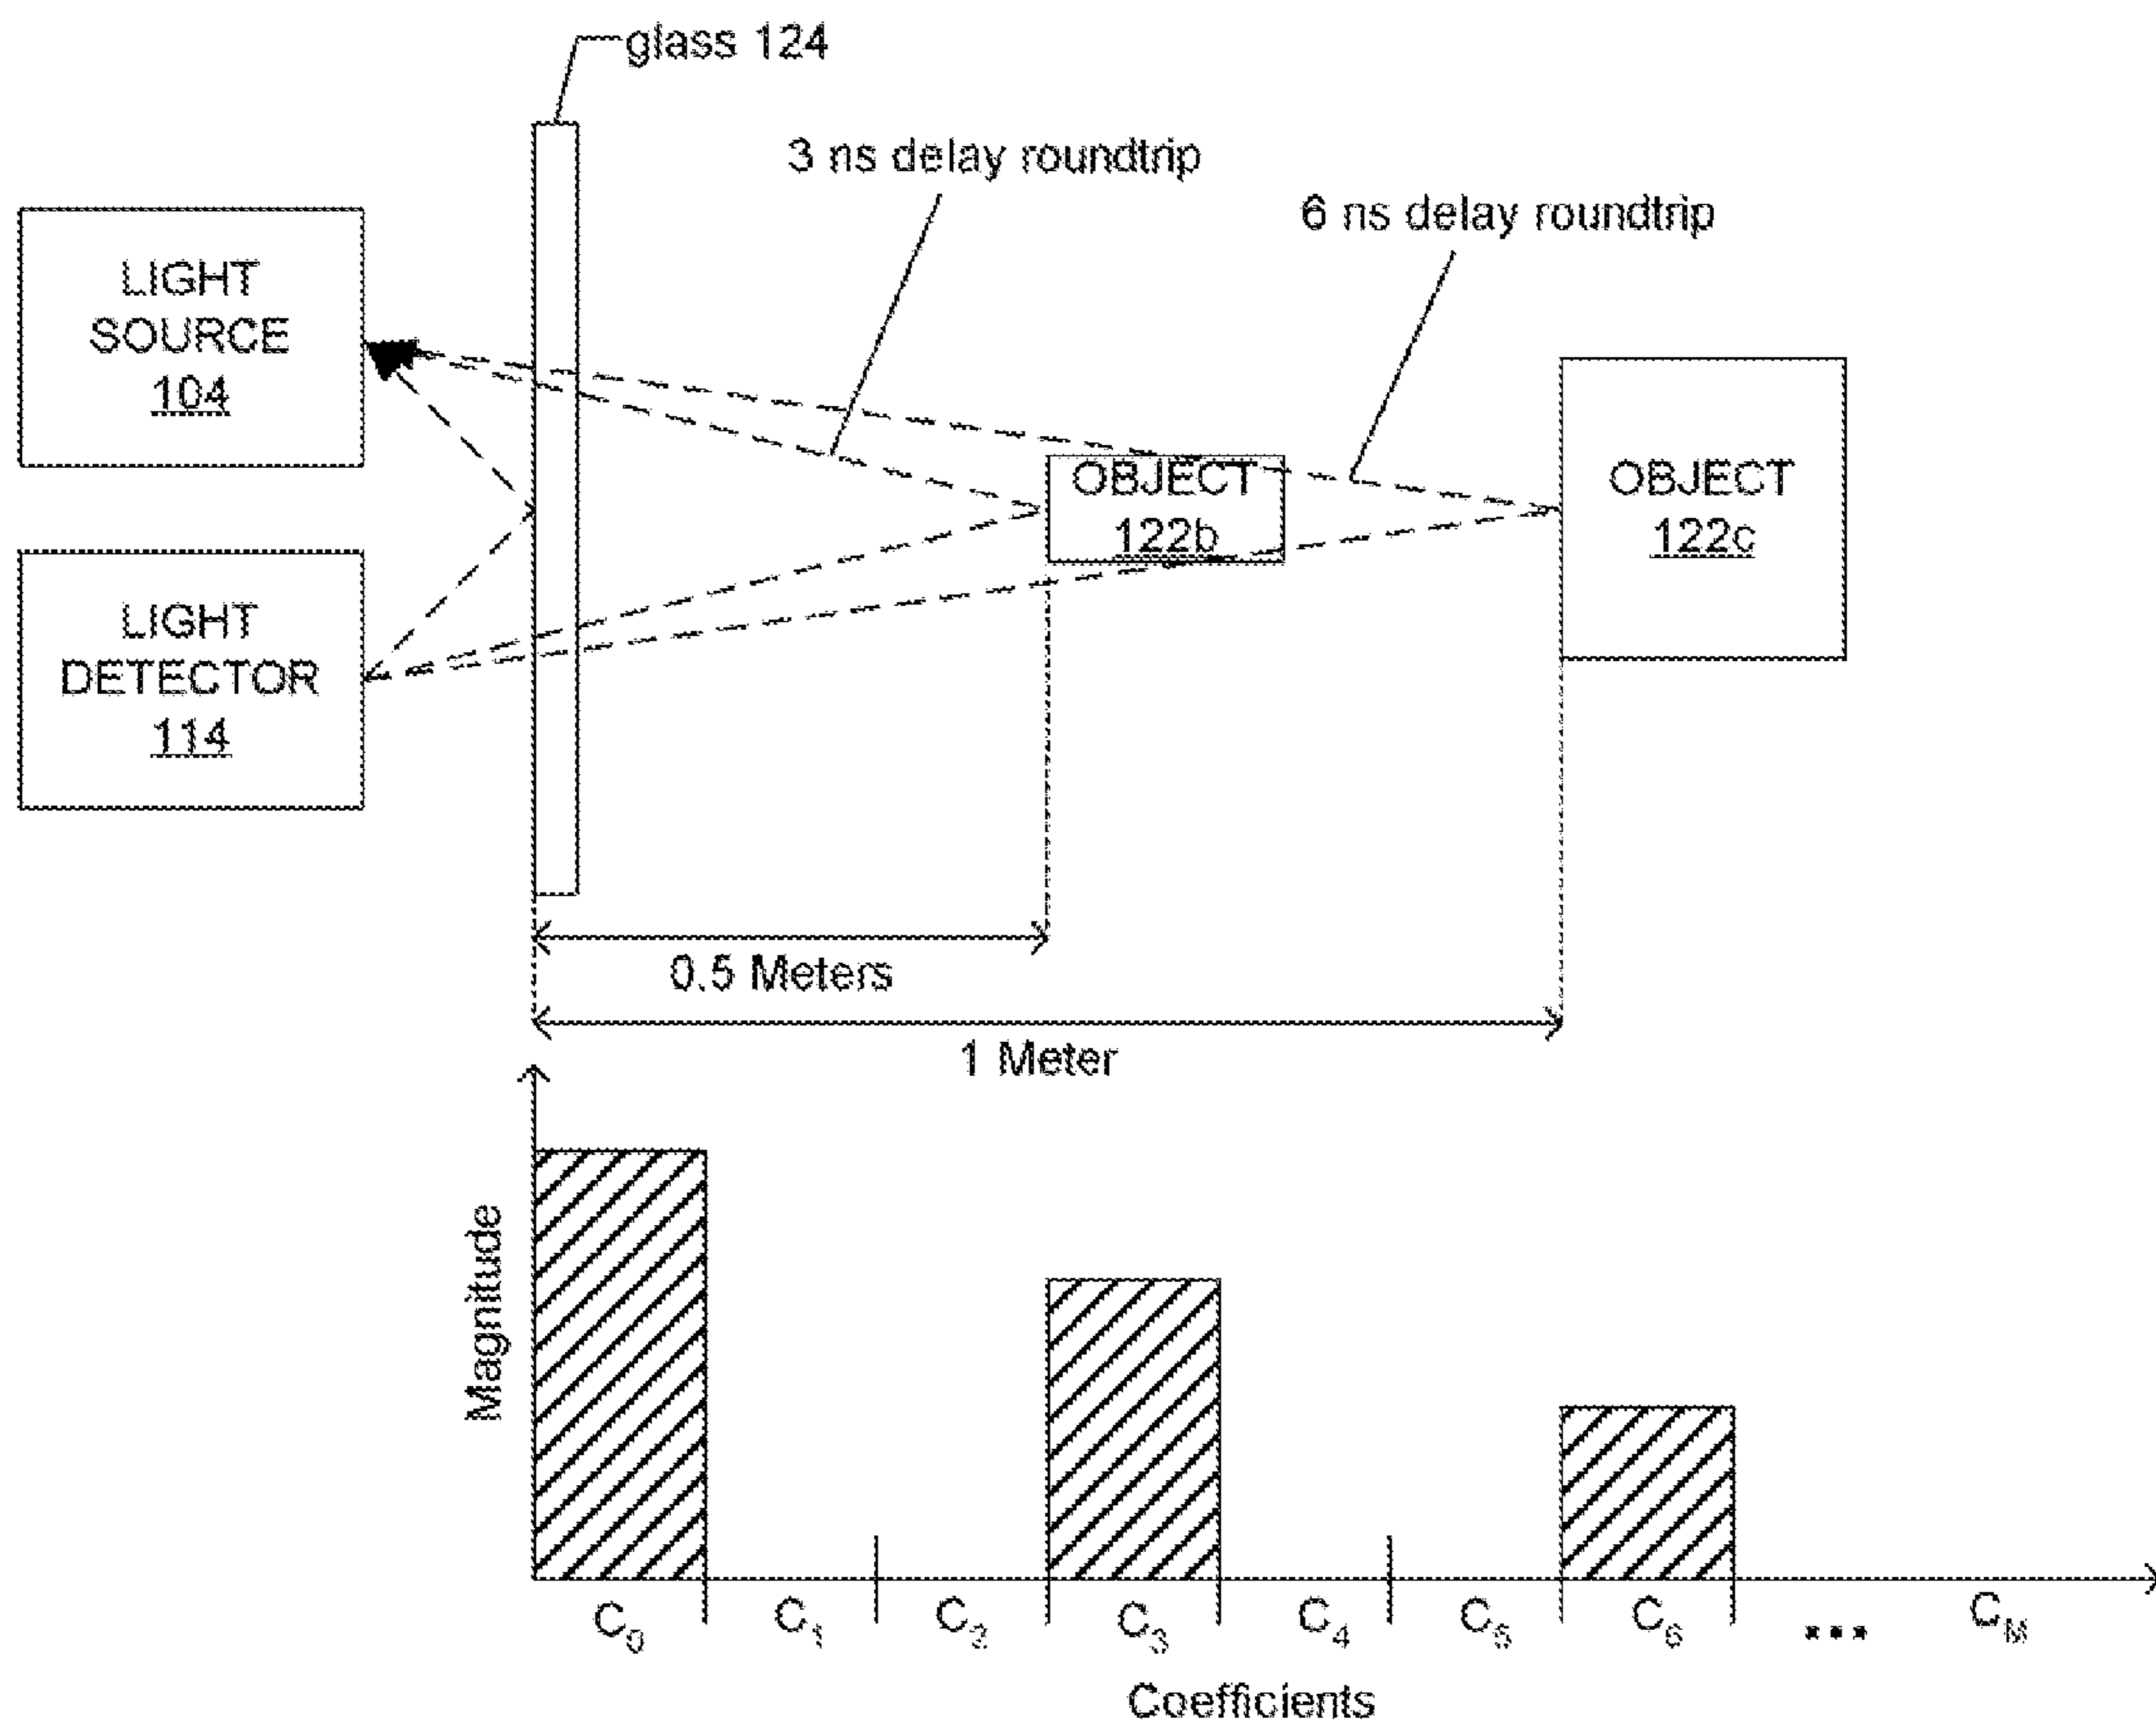 glass 124
3 ns delay roundtrip
6 ns delay roundtrip
LIGHT
SOURCE
104
OBJECT
122b
OBJECT
122c
LIGHT
DETECTOR
114
0.5 Meters
1 Meter
Magnitude
C₀ C₁ C₂ C₃ C₄ C₅ C₆ ... C_M
Coefficients